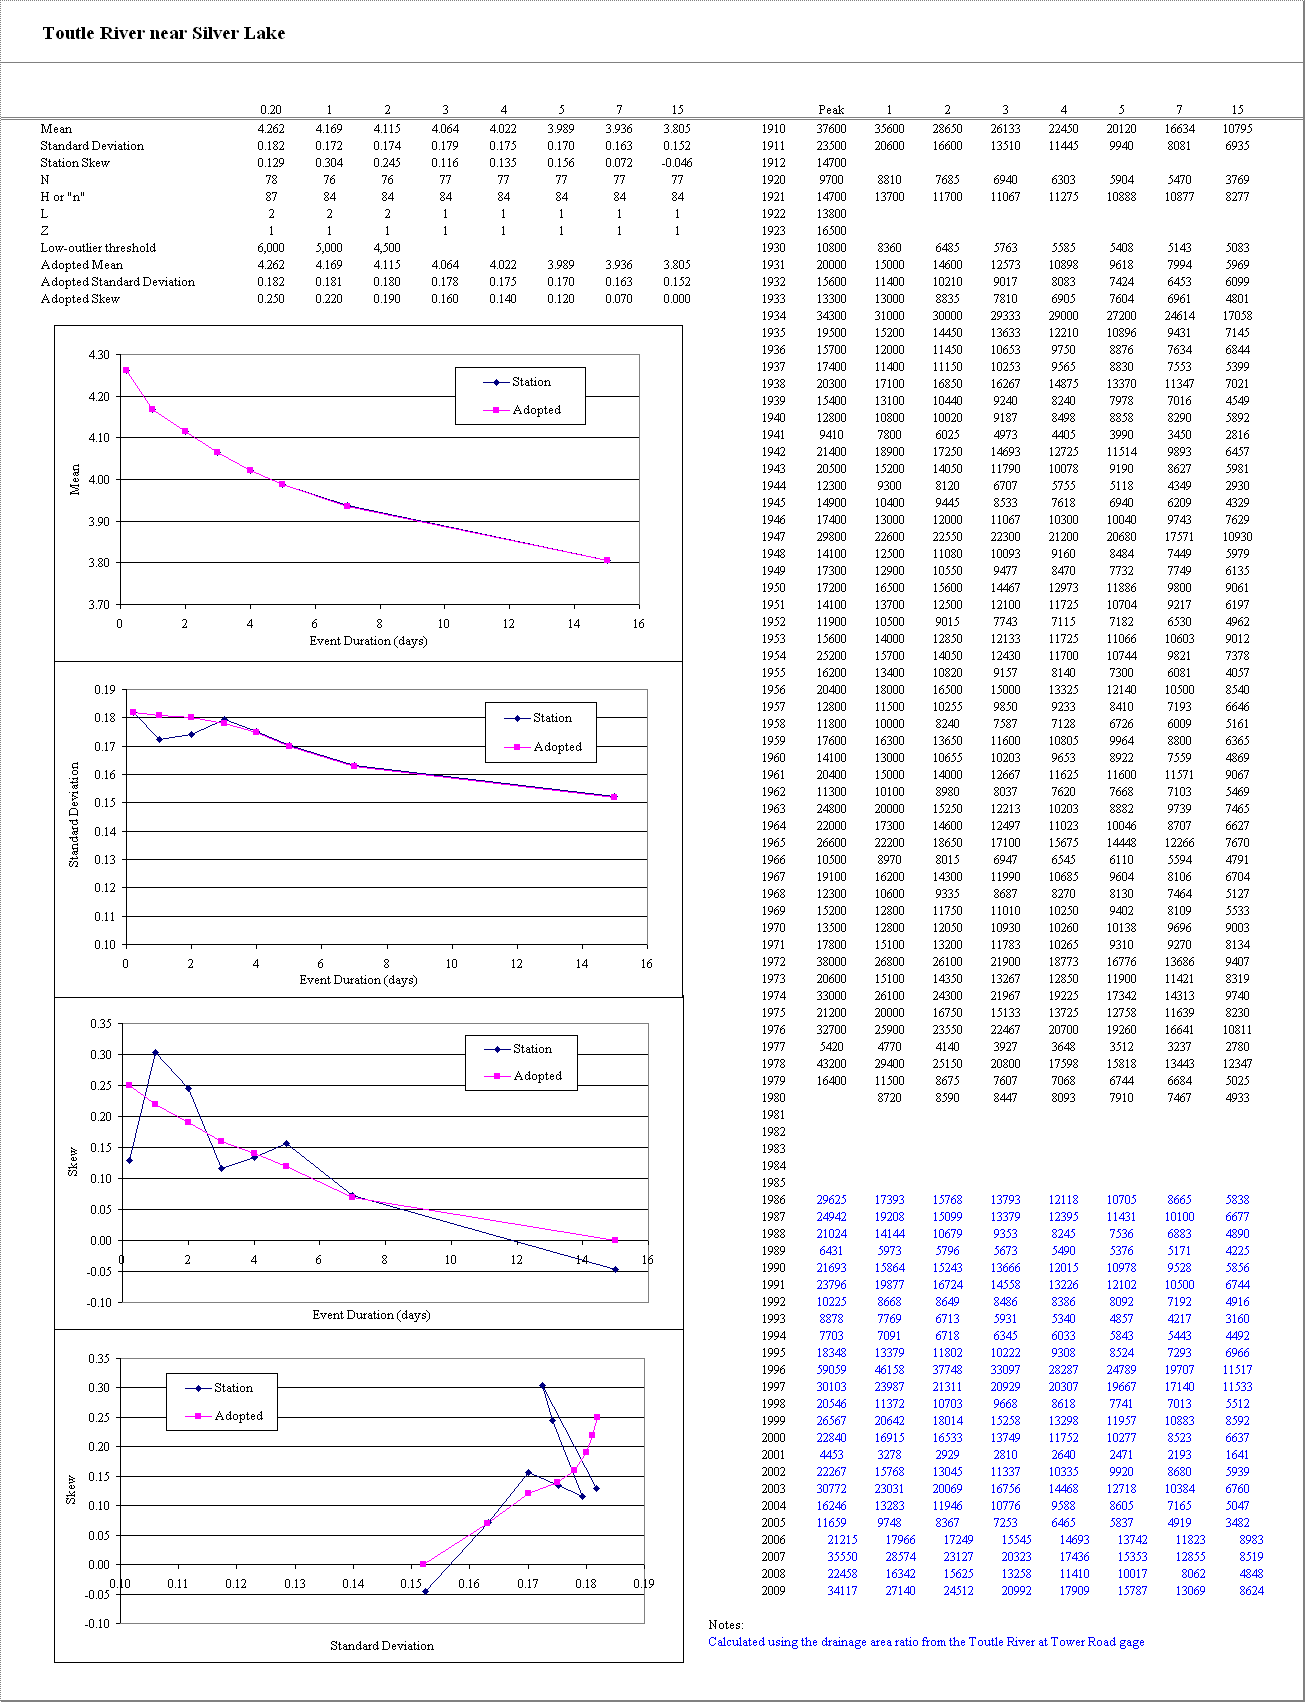 Toutle River near Silver Lake
0.20 1 2 3 4 5 7 15
Mean 4.262 4.169 4.115 4.064 4.022 3.989 3.936 3.805
Standard Deviation 0.182 0.172 0.174 0.179 0.175 0.170 0.163 0.152
Station Skew 0.129 0.304 0.245 0.116 0.135 0.156 0.072 -0.046
N 78 76 76 77 77 77 77 77
H or "n" 87 84 84 84 84 84 84 84
L 2 2 2 1 1 1 1 1
Z 1 1 1 1 1 1 1 1
Low-outlier threshold 6,000 5,000 4,500
Adopted Mean 4.262 4.169 4.115 4.064 4.022 3.989 3.936 3.805
Adopted Standard Deviation 0.182 0.181 0.180 0.178 0.175 0.170 0.163 0.152
Adopted Skew 0.250 0.220 0.190 0.160 0.140 0.120 0.070 0.000
4.30
4.20
4.10
4.00
3.90
3.80
3.70
Mean
Station
Adopted
0 2 4 6 8 10 12 14 16
Event Duration (days)
0.19
0.18
0.17
0.16
0.15
0.14
0.13
0.12
0.11
0.10
Standard Deviation
Station
Adopted
0 2 4 6 8 10 12 14 16
Event Duration (days)
0.35
0.30
0.25
0.20
0.15
0.10
0.05
0.00
-0.05
-0.10
Skew
Station
Adopted
0 2 4 6 8 10 12 14 16
Event Duration (days)
0.35
0.30
0.25
0.20
0.15
0.10
0.05
0.00
-0.05
-0.10
Skew
Station
Adopted
0.10 0.11 0.12 0.13 0.14 0.15 0.16 0.17 0.18 0.19
Standard Deviation
Peak 1 2 3 4 5 7 15
1910 37600 35600 28650 26133 22450 20120 16634 10795
1911 23500 20600 16600 13510 11445 9940 8081 6935
1912 14700
1920 9700 8810 7685 6940 6303 5904 5470 3769
1921 14700 13700 11700 11067 11275 10888 10877 8277
1922 13800
1923 16500
1930 10800 8360 6485 5763 5585 5408 5143 5083
1931 20000 15000 14600 12573 10898 9618 7994 5969
1932 15600 11400 10210 9017 8083 7424 6453 6099
1933 13300 13000 8835 7810 6905 7604 6961 4801
1934 34300 31000 30000 29333 29000 27200 24614 17058
1935 19500 15200 14450 13633 12210 10896 9431 7145
1936 15700 12000 11450 10653 9750 8876 7634 6844
1937 17400 11400 11150 10253 9565 8830 7553 5399
1938 20300 17100 16850 16267 14875 13370 11347 7021
1939 15400 13100 10440 9240 8240 7978 7016 4549
1940 12800 10800 10020 9187 8498 8858 8290 5892
1941 9410 7800 6025 4973 4405 3990 3450 2816
1942 21400 18900 17250 14693 12725 11514 9893 6457
1943 20500 15200 14050 11790 10078 9190 8627 5981
1944 12300 9300 8120 6707 5755 5118 4349 2930
1945 14900 10400 9445 8533 7618 6940 6209 4329
1946 17400 13000 12000 11067 10300 10040 9743 7629
1947 29800 22600 22550 22300 21200 20680 17571 10930
1948 14100 12500 11080 10093 9160 8484 7449 5979
1949 17300 12900 10550 9477 8470 7732 7749 6135
1950 17200 16500 15600 14467 12973 11886 9800 9061
1951 14100 13700 12500 12100 11725 10704 9217 6197
1952 11900 10500 9015 7743 7115 7182 6530 4962
1953 15600 14000 12850 12133 11725 11066 10603 9012
1954 25200 15700 14050 12430 11700 10744 9821 7378
1955 16200 13400 10820 9157 8140 7300 6081 4057
1956 20400 18000 16500 15000 13325 12140 10500 8540
1957 12800 11500 10255 9850 9233 8410 7193 6646
1958 11800 10000 8240 7587 7128 6726 6009 5161
1959 17600 16300 13650 11600 10805 9964 8800 6365
1960 14100 13000 10655 10203 9653 8922 7559 4869
1961 20400 15000 14000 12667 11625 11600 11571 9067
1962 11300 10100 8980 8037 7620 7668 7103 5469
1963 24800 20000 15250 12213 10203 8882 9739 7465
1964 22000 17300 14600 12497 11023 10046 8707 6627
1965 26600 22200 18650 17100 15675 14448 12266 7670
1966 10500 8970 8015 6947 6545 6110 5594 4791
1967 19100 16200 14300 11990 10685 9604 8106 6704
1968 12300 10600 9335 8687 8270 8130 7464 5127
1969 15200 12800 11750 11010 10250 9402 8109 5533
1970 13500 12800 12050 10930 10260 10138 9696 9003
1971 17800 15100 13200 11783 10265 9310 9270 8134
1972 38000 26800 26100 21900 18773 16776 13686 9407
1973 20600 15100 14350 13267 12850 11900 11421 8319
1974 33000 26100 24300 21967 19225 17342 14313 9740
1975 21200 20000 16750 15133 13725 12758 11639 8230
1976 32700 25900 23550 22467 20700 19260 16641 10811
1977 5420 4770 4140 3927 3648 3512 3237 2780
1978 43200 29400 25150 20800 17598 15818 13443 12347
1979 16400 11500 8675 7607 7068 6744 6684 5025
1980 8720 8590 8447 8093 7910 7467 4933
1981
1982
1983
1984
1985
1986 29625 17393 15768 13793 12118 10705 8665 5838
1987 24942 19208 15099 13379 12395 11431 10100 6677
1988 21024 14144 10679 9353 8245 7536 6883 4890
1989 6431 5973 5796 5673 5490 5376 5171 4225
1990 21693 15864 15243 13666 12015 10978 9528 5856
1991 23796 19877 16724 14558 13226 12102 10500 6744
1992 10225 8668 8649 8486 8386 8092 7192 4916
1993 8878 7769 6713 5931 5340 4857 4217 3160
1994 7703 7091 6718 6345 6033 5843 5443 4492
1995 18348 13379 11802 10222 9308 8524 7293 6966
1996 59059 46158 37748 33097 28287 24789 19707 11517
1997 30103 23987 21311 20929 20307 19667 17140 11533
1998 20546 11372 10703 9668 8618 7741 7013 5512
1999 26567 20642 18014 15258 13298 11957 10883 8592
2000 22840 16915 16533 13749 11752 10277 8523 6637
2001 4453 3278 2929 2810 2640 2471 2193 1641
2002 22267 15768 13045 11337 10335 9920 8680 5939
2003 30772 23031 20069 16756 14468 12718 10384 6760
2004 16246 13283 11946 10776 9588 8605 7165 5047
2005 11659 9748 8367 7253 6465 5837 4919 3482
2006 21215 17966 17249 15545 14693 13742 11823 8983
2007 35550 28574 23127 20323 17436 15353 12855 8519
2008 22458 16342 15625 13258 11410 10017 8062 4848
2009 34117 27140 24512 20992 17909 15787 13069 8624
Notes:
Calculated using the drainage area ratio from the Toutle River at Tower Road gage